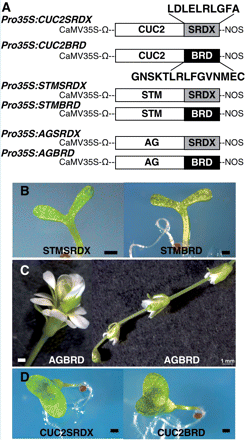 A
LDLELRLGFA
Pro35S:CUC2SRDX
CaMV35S-Ω- CUC2 SRDX -NOS
Pro35S:CUC2BRD
CaMV35S-Ω- CUC2 BRD -NOS
GNSKTLRLFGVNMEC
Pro35S:STMSRDX
CaMV35S-Ω- STM SRDX -NOS
Pro35S:STMBRD
CaMV35S-Ω- STM BRD -NOS
Pro35S:AGSRDX
CaMV35S-Ω- AG SRDX -NOS
Pro35S:AGBRD
CaMV35S-Ω- AG BRD -NOS
B
STMSRDX STMBRD
C
AGBRD AGBRD 1 mm
D
CUC2SRDX CUC2BRD